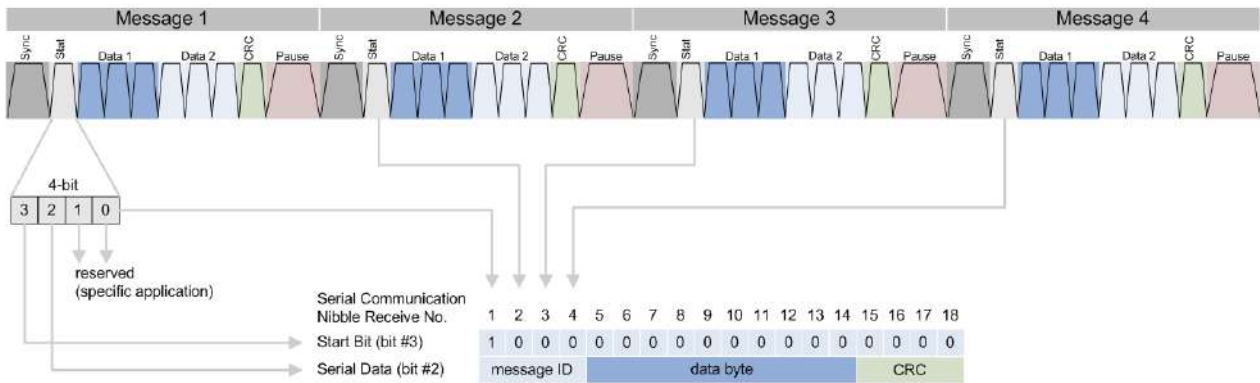 Message 1 Message 2 Message 3 Message 4
Sync Stat Data 1 Data 2 CRC Pause Sync Stat Data 1 Data 2 CRC Pause Sync Stat Data 1 Data 2 CRC Pause Sync Stat Data 1 Data 2 CRC Pause
4-bit
3 2 1 0
reserved
(specific application)
Serial Communication
Nibble Receive No. 1 2 3 4 5 6 7 8 9 10 11 12 13 14 15 16 17 18
Start Bit (bit #3) 1 0 0 0 0 0 0 0 0 0 0 0 0 0 0 0 0 0
Serial Data (bit #2) message ID data byte CRC